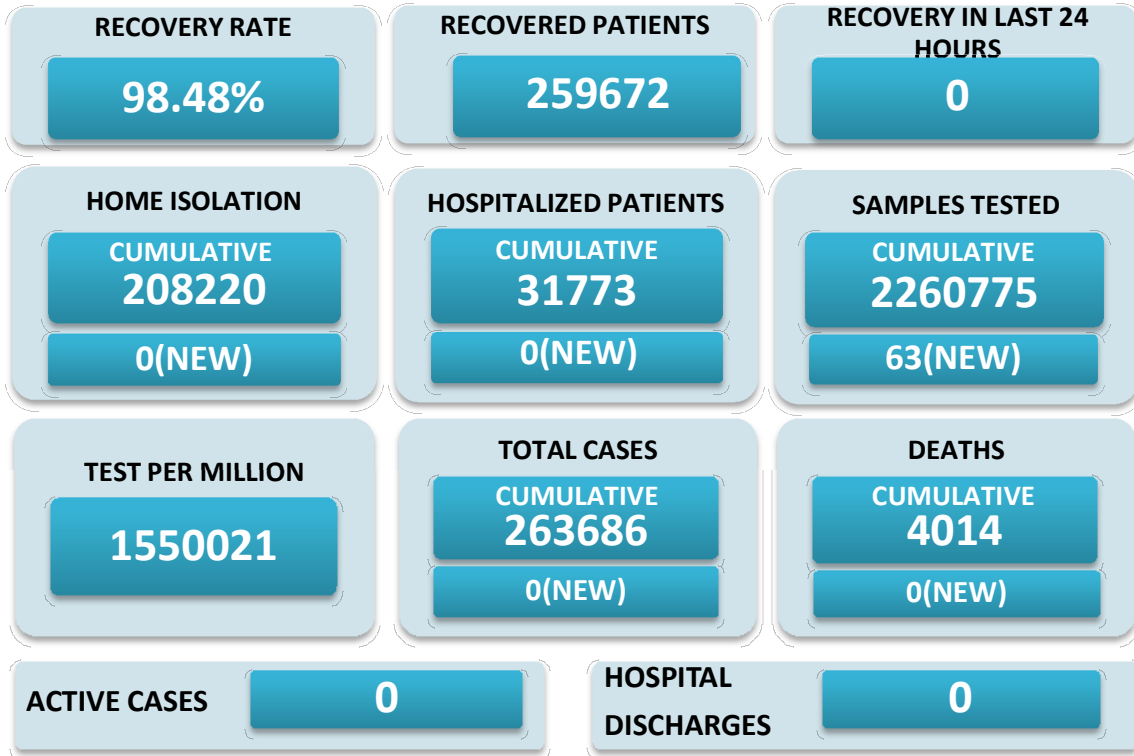 RECOVERY RATE
98.48%
RECOVERED PATIENTS
259672
RECOVERY IN LAST 24
HOURS
0
HOME ISOLATION
CUMULATIVE
208220
0(NEW)
HOSPITALIZED PATIENTS
CUMULATIVE
31773
0(NEW)
SAMPLES TESTED
CUMULATIVE
2260775
63(NEW)
TEST PER MILLION
1550021
TOTAL CASES
CUMULATIVE
263686
0(NEW)
DEATHS
CUMULATIVE
4014
0(NEW)
ACTIVE CASES
0
HOSPITAL
DISCHARGES
0